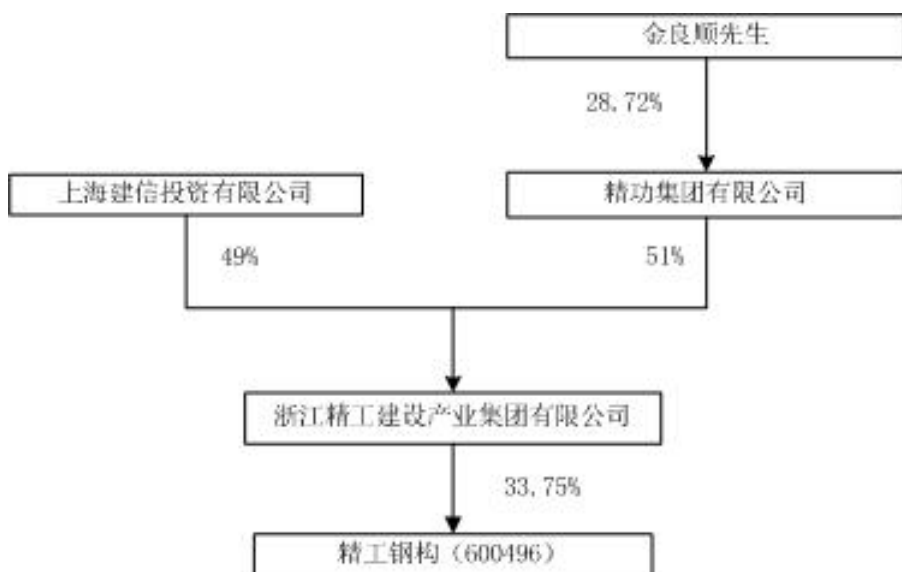 金良顺先生
28.72%
上海建信投资有限公司
精功集团有限公司
49%
51%
浙江精工建设产业集团有限公司
33.75%
精工钢构（600496）